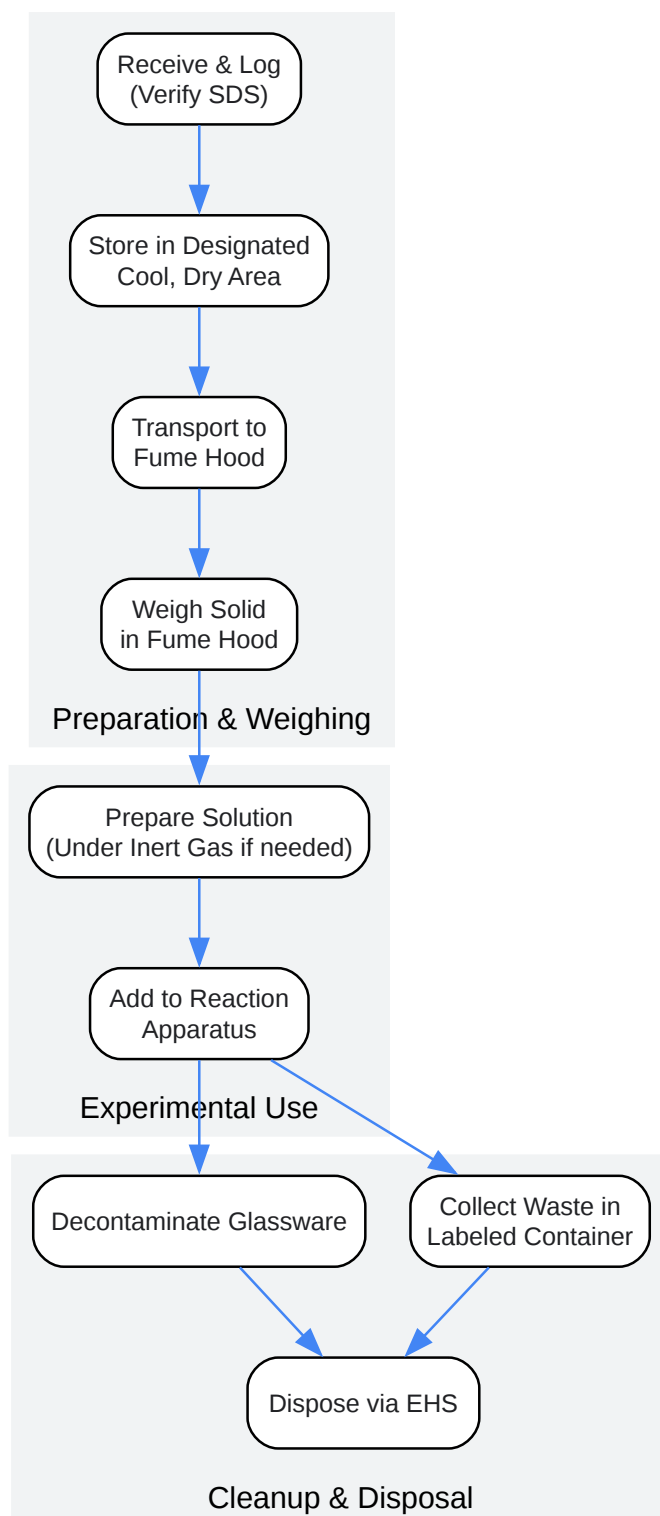 Receive & Log
(Verify SDS)
Store in Designated
Cool, Dry Area
Transport to
Fume Hood
Weigh Solid
in Fume Hood
Preparation & Weighing
Prepare Solution
(Under Inert Gas if needed)
Add to Reaction
Apparatus
Experimental Use
Decontaminate Glassware
Collect Waste in
Labeled Container
Dispose via EHS
Cleanup & Disposal